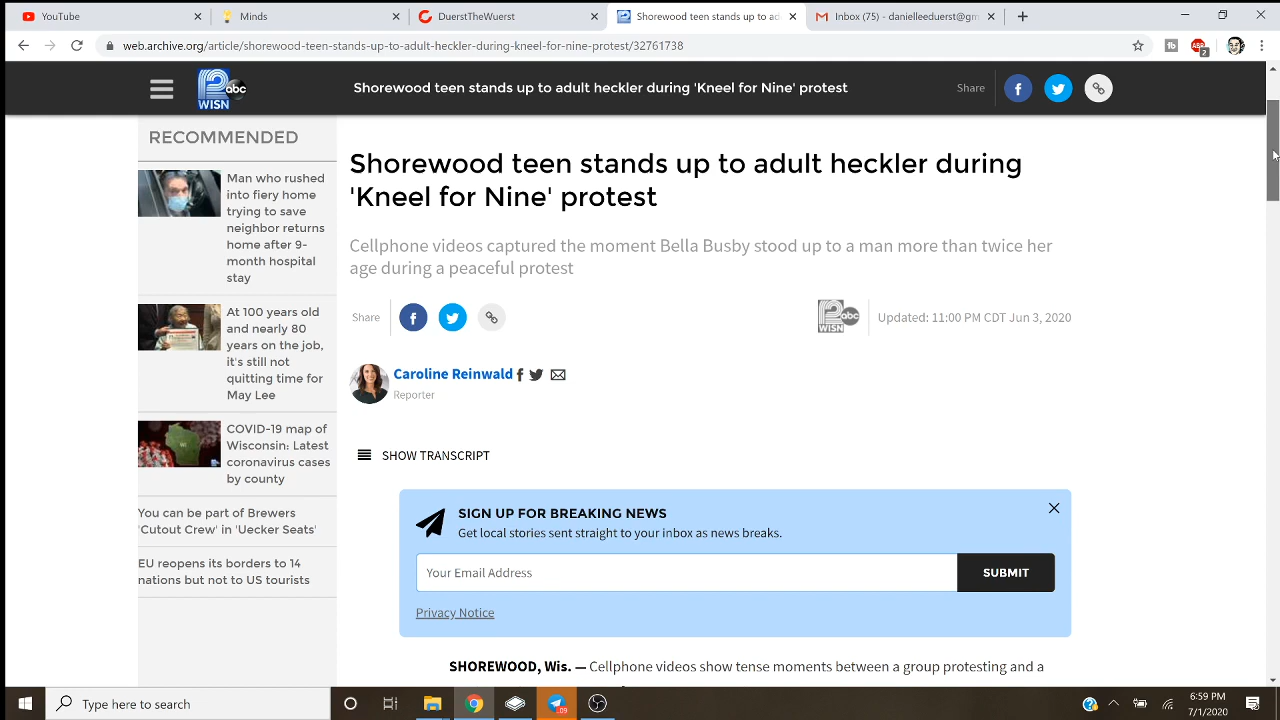 YouTube
Minds
DuerstTheWuerst
Shorewood teen stands up to ad
Inbox (75) - danielleeduerst@gm
web.archive.org/article/shorewood-teen-stands-up-to-adult-heckler-during-kneel-for-nine-protest/32761738
12 WISN abc
Shorewood teen stands up to adult heckler during 'Kneel for Nine' protest
Share
RECOMMENDED
Man who rushed
into fiery home
trying to save
neighbor returns
home after 9-
month hospital
stay
At 100 years old
and nearly 80
years on the job,
it's still not
quitting time for
May Lee
COVID-19 map of
Wisconsin: Latest
coronavirus cases
by county
You can be part of Brewers
'Cutout Crew' in 'Uecker Seats'
EU reopens its borders to 14
nations but not to US tourists
Shorewood teen stands up to adult heckler during
'Kneel for Nine' protest
Cellphone videos captured the moment Bella Busby stood up to a man more than twice her
age during a peaceful protest
Share
12 WISN abc
Updated: 11:00 PM CDT Jun 3, 2020
Caroline Reinwald
Reporter
SHOW TRANSCRIPT
SIGN UP FOR BREAKING NEWS
Get local stories sent straight to your inbox as news breaks.
Your Email Address
SUBMIT
Privacy Notice
SHOREWOOD, Wis. — Cellphone videos show tense moments between a group protesting and a
Type here to search
6:59 PM
7/1/2020